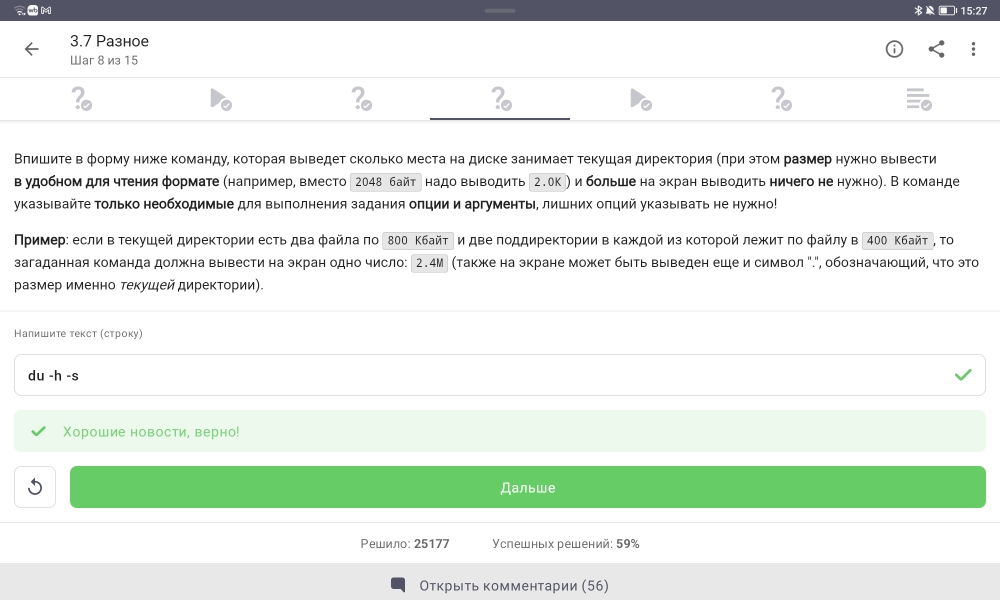 15:27
3.7 Разное
Шаг 8 из 15
Впишите в форму ниже команду, которая выведет сколько места на диске занимает текущая директория (при этом размер нужно вывести
в удобном для чтения формате (например, вместо 2048 байт надо выводить 2.0K) и больше на экран выводить ничего не нужно). В команде
указывайте только необходимые для выполнения задания опции и аргументы, лишних опций указывать не нужно!
Пример: если в текущей директории есть два файла по 800 Кбайт и две поддиректории в каждой из которой лежит по файлу в 400 Кбайт, то
загаданная команда должна вывести на экран одно число: 2.4M (также на экране может быть выведен еще и символ ".", обозначающий, что это
размер именно текущей директории).
Напишите текст (строку)
du -h -s
Хорошие новости, верно!
Дальше
Решило: 25177 Успешных решений: 59%
Открыть комментарии (56)